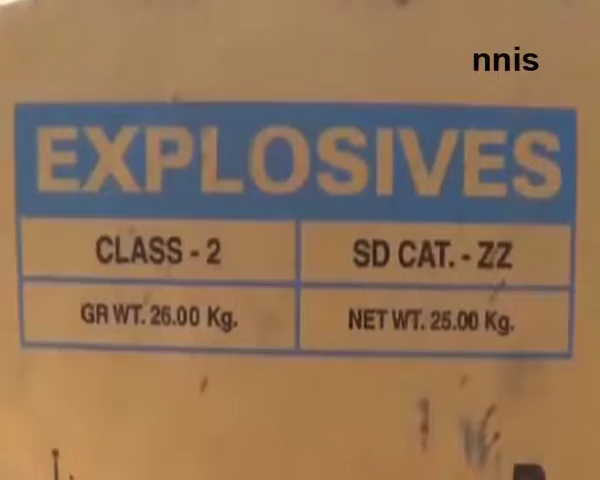 nnis
EXPLOSIVES
CLASS - 2
SD CAT. - ZZ
GR WT. 26.00 Kg.
NET WT. 25.00 Kg.